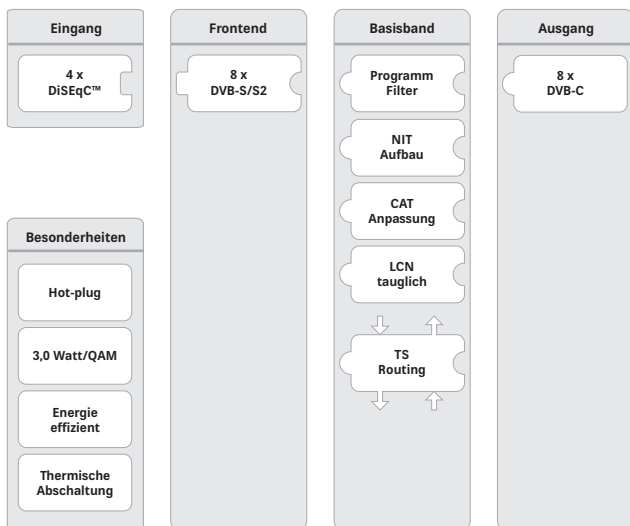 Eingang
4 x
DiSEqC™
Besonderheiten
Hot-plug
3,0 Watt/QAM
Energie
effizient
Thermische
Abschaltung
Frontend
8 x
DVB-S/S2
Basisband
Programm
Filter
NIT
Aufbau
CAT
Anpassung
LCN
tauglich
TS
Routing
Ausgang
8 x
DVB-C